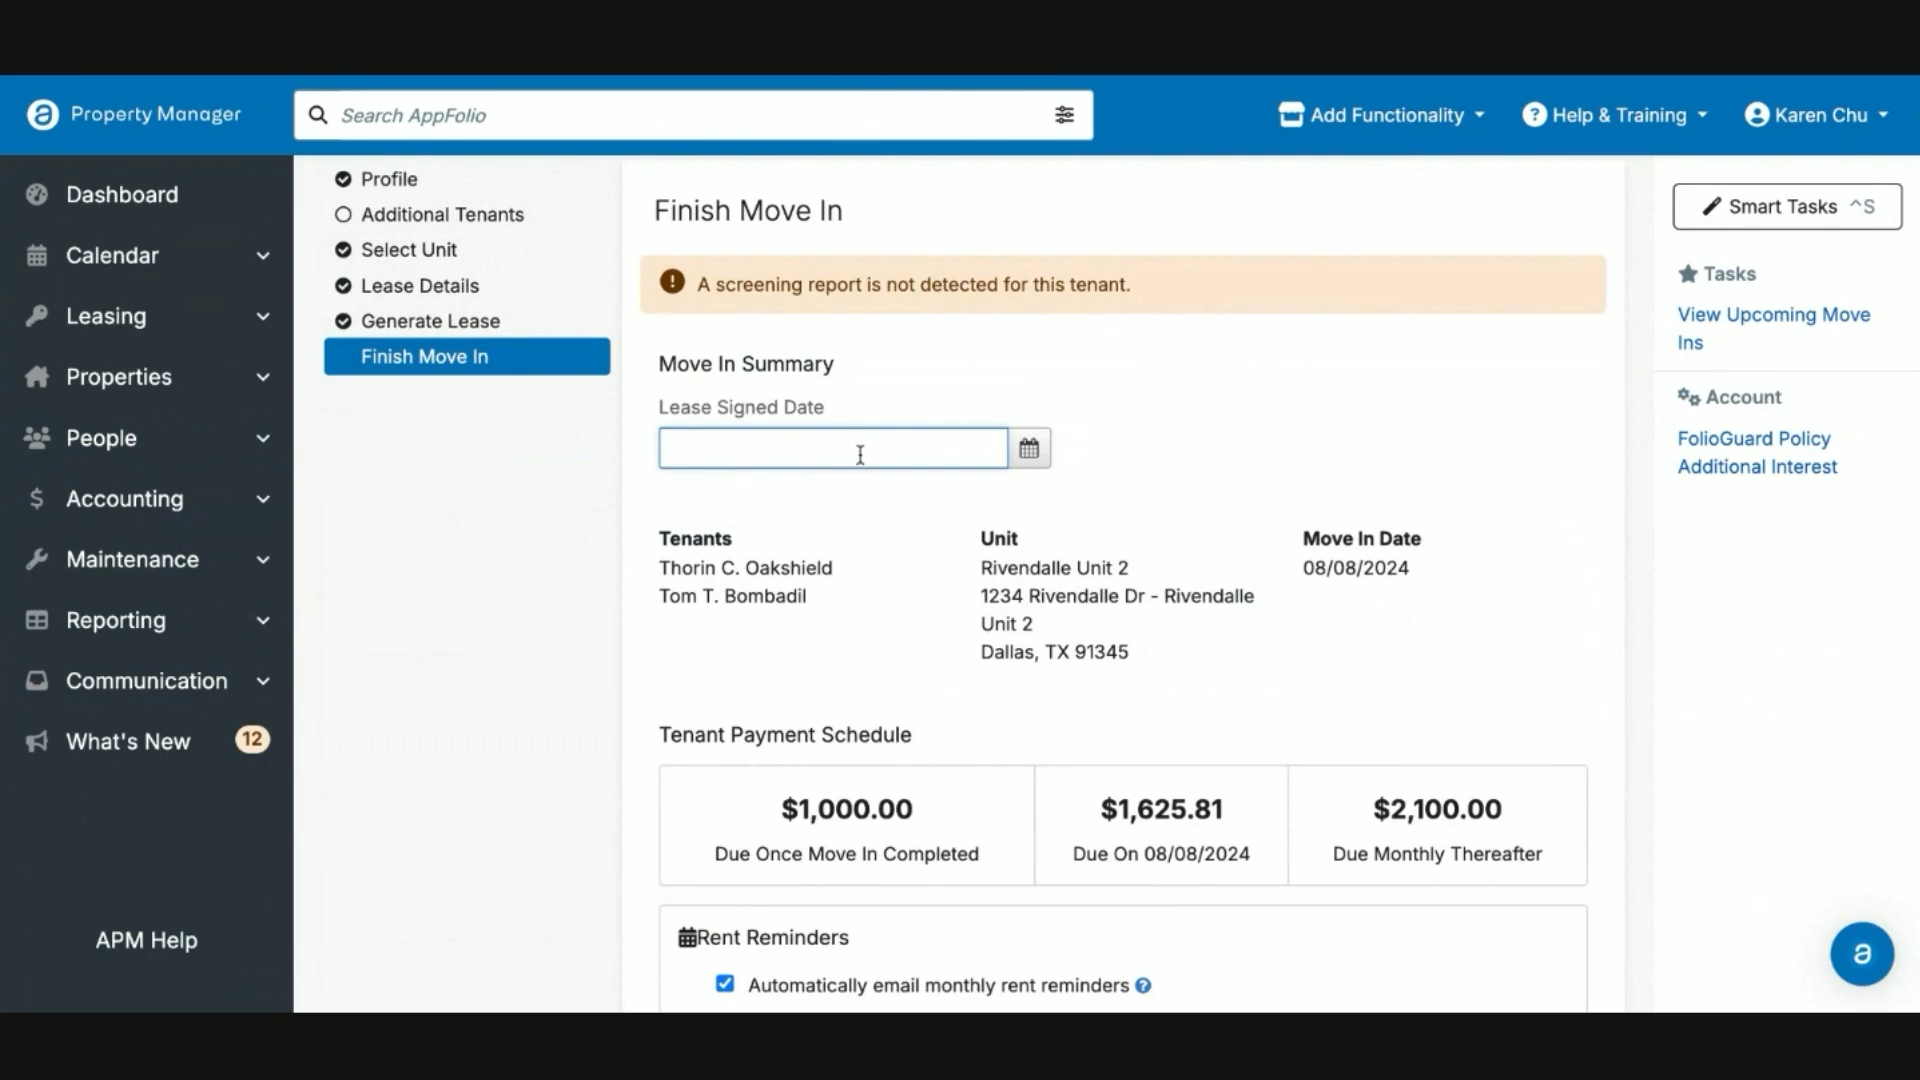 Property Manager
Search AppFolio
Add Functionality
Help & Training
Karen Chu
Dashboard
Calendar
Leasing
Properties
People
Accounting
Maintenance
Reporting
Communication
What's New 12
APM Help
Profile
Additional Tenants
Select Unit
Lease Details
Generate Lease
Finish Move In
Finish Move In
A screening report is not detected for this tenant.
Move In Summary
Lease Signed Date
Tenants
Thorin C. Oakshield
Tom T. Bombadil
Unit
Rivendalle Unit 2
1234 Rivendalle Dr - Rivendalle
Unit 2
Dallas, TX 91345
Move In Date
08/08/2024
Tenant Payment Schedule
$1,000.00
Due Once Move In Completed
$1,625.81
Due On 08/08/2024
$2,100.00
Due Monthly Thereafter
Rent Reminders
Automatically email monthly rent reminders
Smart Tasks ^S
Tasks
View Upcoming Move
Ins
Account
FolioGuard Policy
Additional Interest